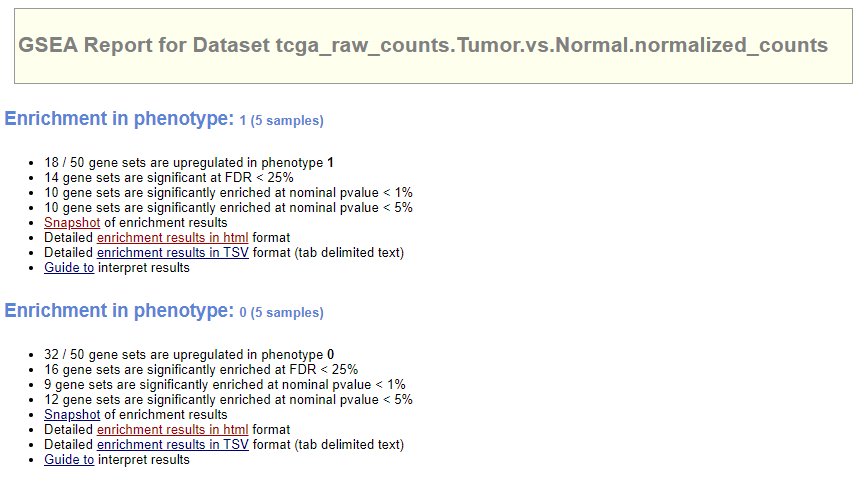 GSEA Report for Dataset tcga_raw_counts.Tumor.vs.Normal.normalized_counts
Enrichment in phenotype: 1 (5 samples)
• 18 / 50 gene sets are upregulated in phenotype 1
• 14 gene sets are significant at FDR < 25%
• 10 gene sets are significantly enriched at nominal pvalue < 1%
• 10 gene sets are significantly enriched at nominal pvalue < 5%
• Snapshot of enrichment results
• Detailed enrichment results in html format
• Detailed enrichment results in TSV format (tab delimited text)
• Guide to interpret results
Enrichment in phenotype: 0 (5 samples)
• 32 / 50 gene sets are upregulated in phenotype 0
• 16 gene sets are significantly enriched at FDR < 25%
• 9 gene sets are significantly enriched at nominal pvalue < 1%
• 12 gene sets are significantly enriched at nominal pvalue < 5%
• Snapshot of enrichment results
• Detailed enrichment results in html format
• Detailed enrichment results in TSV format (tab delimited text)
• Guide to interpret results